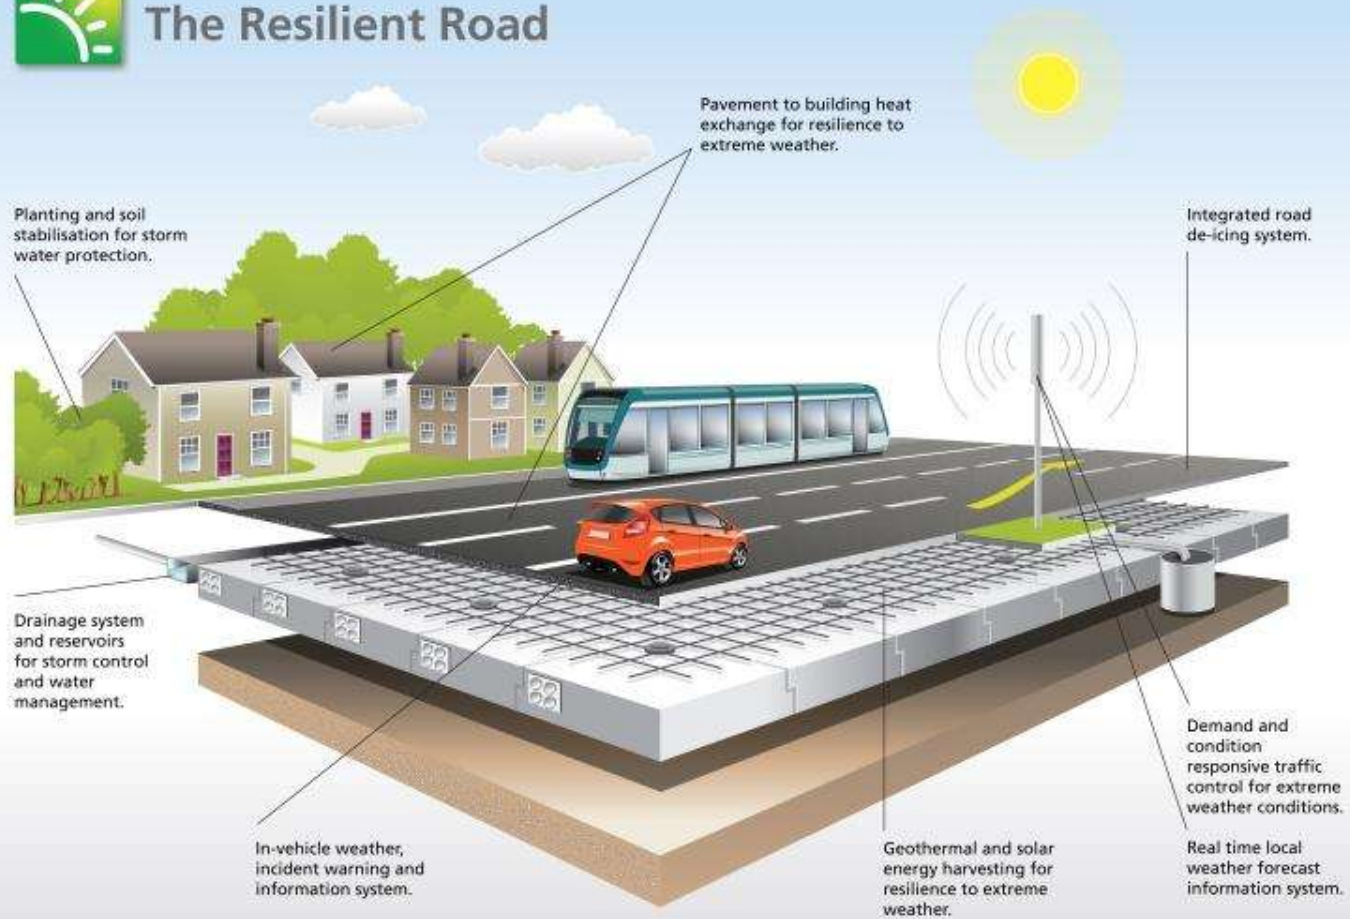 The Resilient Road
Pavement to building heat
exchange for resilience to
extreme weather.
Planting and soil
stabilisation for storm
water protection.
Integrated road
de-icing system.
Drainage system
and reservoirs
for storm control
and water
management.
Demand and
condition
responsive traffic
control for extreme
weather conditions.
In-vehicle weather,
incident warning and
information system.
Geothermal and solar
energy harvesting for
resilience to extreme
weather.
Real time local
weather forecast
information system.